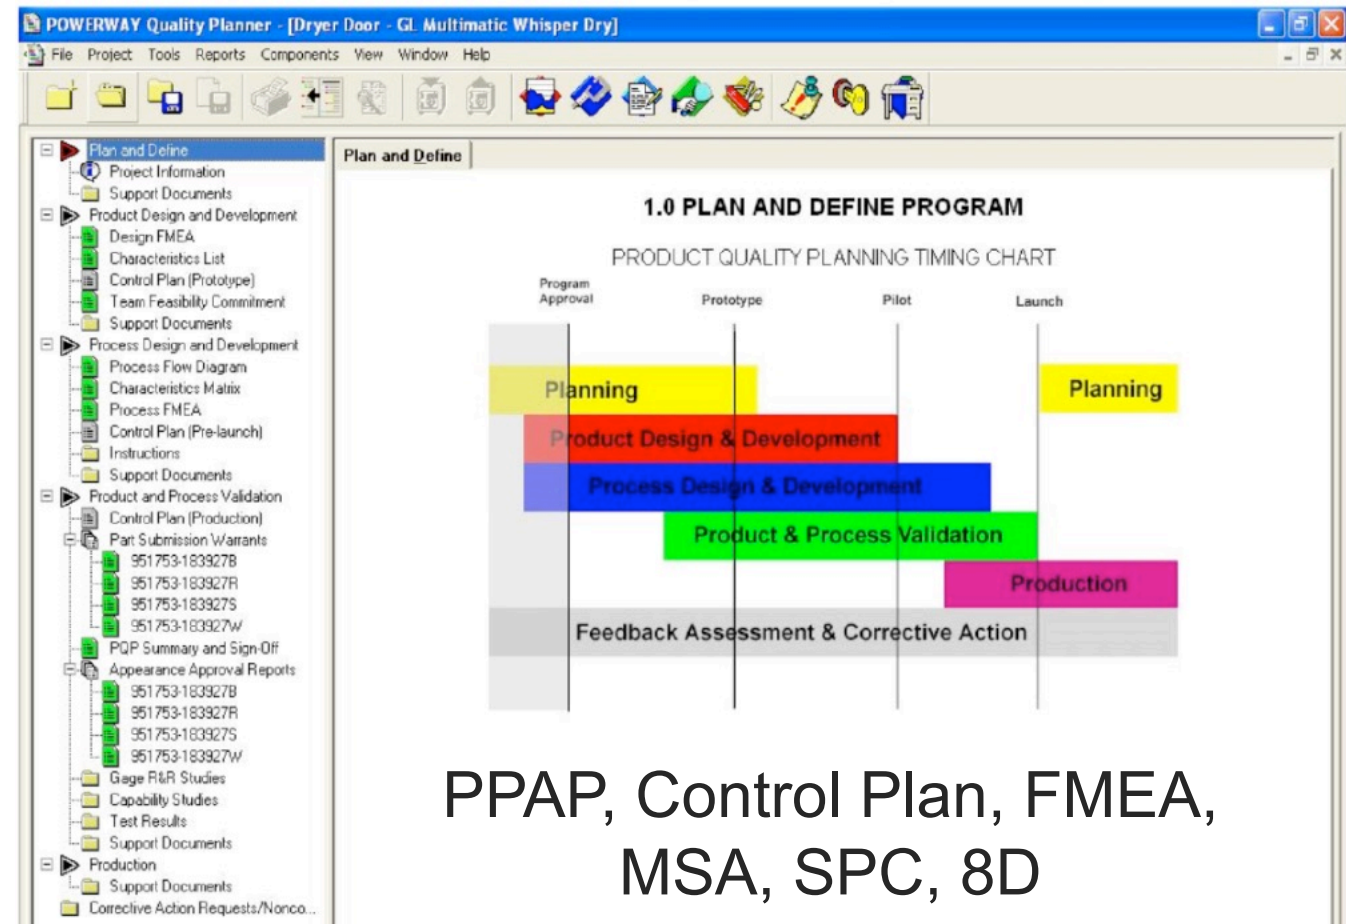 POWERWAY Quality Planner - [Dryer Door - GL Multimatic Whisper Dry]
File Project Tools Reports Components View Window Help
Plan and Define
Project Information
Support Documents
Product Design and Development
Design FMEA
Characteristics List
Control Plan (Prototype)
Team Feasibility Commitment
Support Documents
Process Design and Development
Process Flow Diagram
Characteristics Matrix
Process FMEA
Control Plan (Pre-launch)
Instructions
Support Documents
Product and Process Validation
Control Plan (Production)
Part Submission Warrants
951753-183927B
951753-183927R
951753-183927S
951753-183927W
PQP Summary and Sign-Off
Appearance Approval Reports
951753-183927B
951753-183927R
951753-183927S
951753-183927W
Gage R&R Studies
Capability Studies
Test Results
Support Documents
Production
Support Documents
Corrective Action Requests/Nonco...
Plan and Define
1.0 PLAN AND DEFINE PROGRAM
PRODUCT QUALITY PLANNING TIMING CHART
Program
Approval Prototype Pilot Launch
Planning Planning
Product Design & Development
Process Design & Development
Product & Process Validation
Production
Feedback Assessment & Corrective Action
PPAP, Control Plan, FMEA,
MSA, SPC, 8D